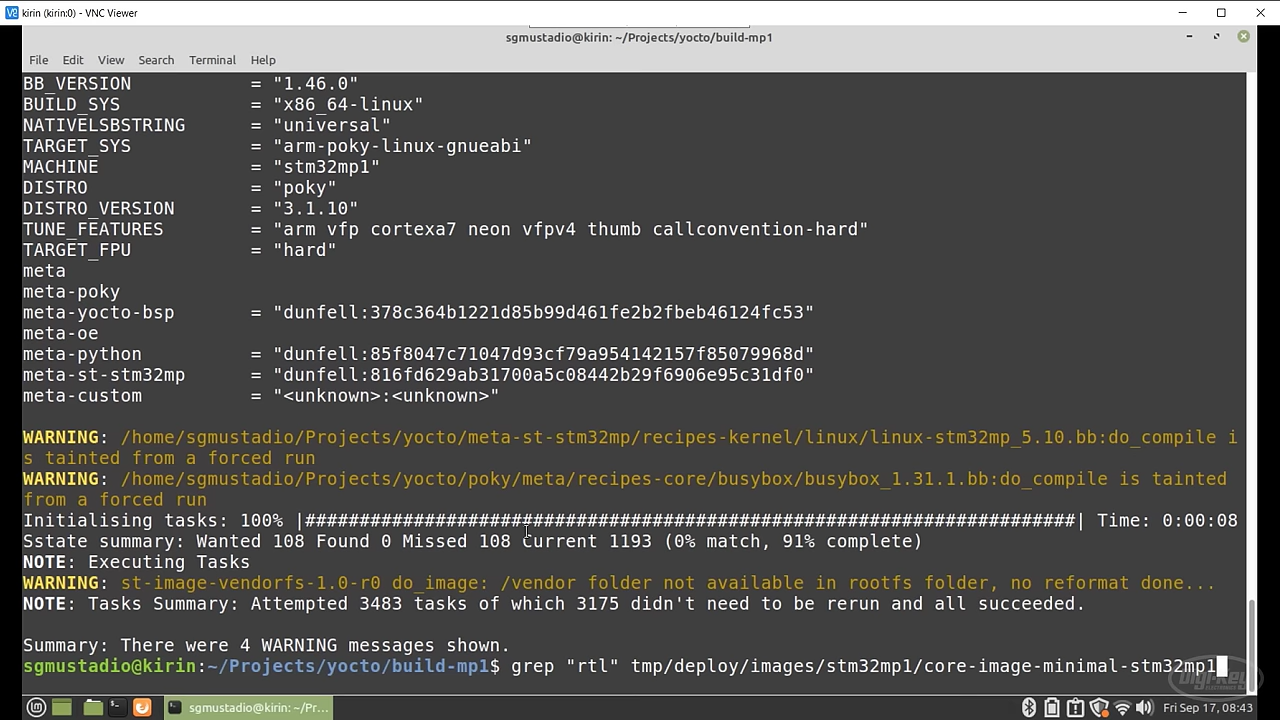 kirin (kirin:0) - VNC Viewer
sgmustadio@kirin: ~/Projects/yocto/build-mp1
File Edit View Search Terminal Help
BB_VERSION = "1.46.0"
BUILD_SYS = "x86_64-linux"
NATIVELSBSTRING = "universal"
TARGET_SYS = "arm-poky-linux-gnueabi"
MACHINE = "stm32mp1"
DISTRO = "poky"
DISTRO_VERSION = "3.1.10"
TUNE_FEATURES = "arm vfp cortexa7 neon vfpv4 thumb callconvention-hard"
TARGET_FPU = "hard"
meta
meta-poky
meta-yocto-bsp = "dunfell:378c364b1221d85b99d461fe2b2fbeb46124fc53"
meta-oe
meta-python = "dunfell:85f8047c71047d93cf79a954142157f85079968d"
meta-st-stm32mp = "dunfell:816fd629ab31700a5c08442b29f6906e95c31df0"
meta-custom = "<unknown>:<unknown>"
WARNING: /home/sgmustadio/Projects/yocto/meta-st-stm32mp/recipes-kernel/linux/linux-stm32mp_5.10.bb:do_compile i
s tainted from a forced run
WARNING: /home/sgmustadio/Projects/yocto/poky/meta/recipes-core/busybox/busybox_1.31.1.bb:do_compile is tainted
from a forced run
Initialising tasks: 100% |#######################################################################| Time: 0:00:08
Sstate summary: Wanted 108 Found 0 Missed 108 Current 1193 (0% match, 91% complete)
NOTE: Executing Tasks
WARNING: st-image-vendorfs-1.0-r0 do_image: /vendor folder not available in rootfs folder, no reformat done...
NOTE: Tasks Summary: Attempted 3483 tasks of which 3175 didn't need to be rerun and all succeeded.
Summary: There were 4 WARNING messages shown.
sgmustadio@kirin:~/Projects/yocto/build-mp1$ grep "rtl" tmp/deploy/images/stm32mp1/core-image-minimal-stm32mp1
Digi-Key
ELECTRONICS
sgmustadio@kirin: ~/Pr...
Fri Sep 17, 08:43